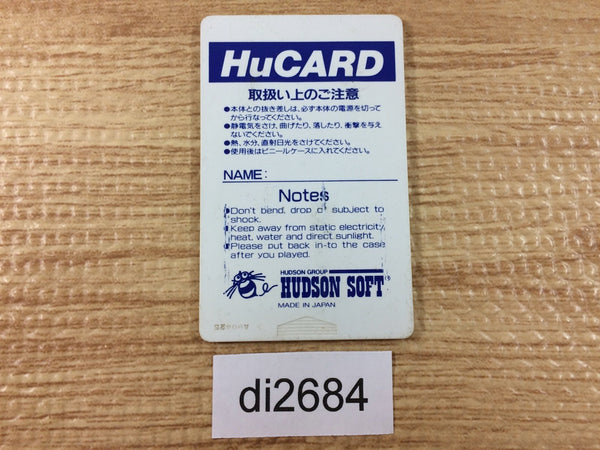 HuCARD
取扱い上のご注意
●本体との抜き差しは、必ず本体の電源を切って
から行なってください。
●静電気をさけ、曲げたり、落したり、衝撃を与え
ないでください。
●熱、水分、直射日光をさけてください。
●使用後はビニールケースに入れてください。
NAME:
Notes
●Don't bend, drop or subject to
shock.
●Keep away from static electricity,
heat, water and direct sunlight.
●Please put back in-to the case
after you played.
HUDSON GROUP
HUDSON SOFT
MADE IN JAPAN
di2684